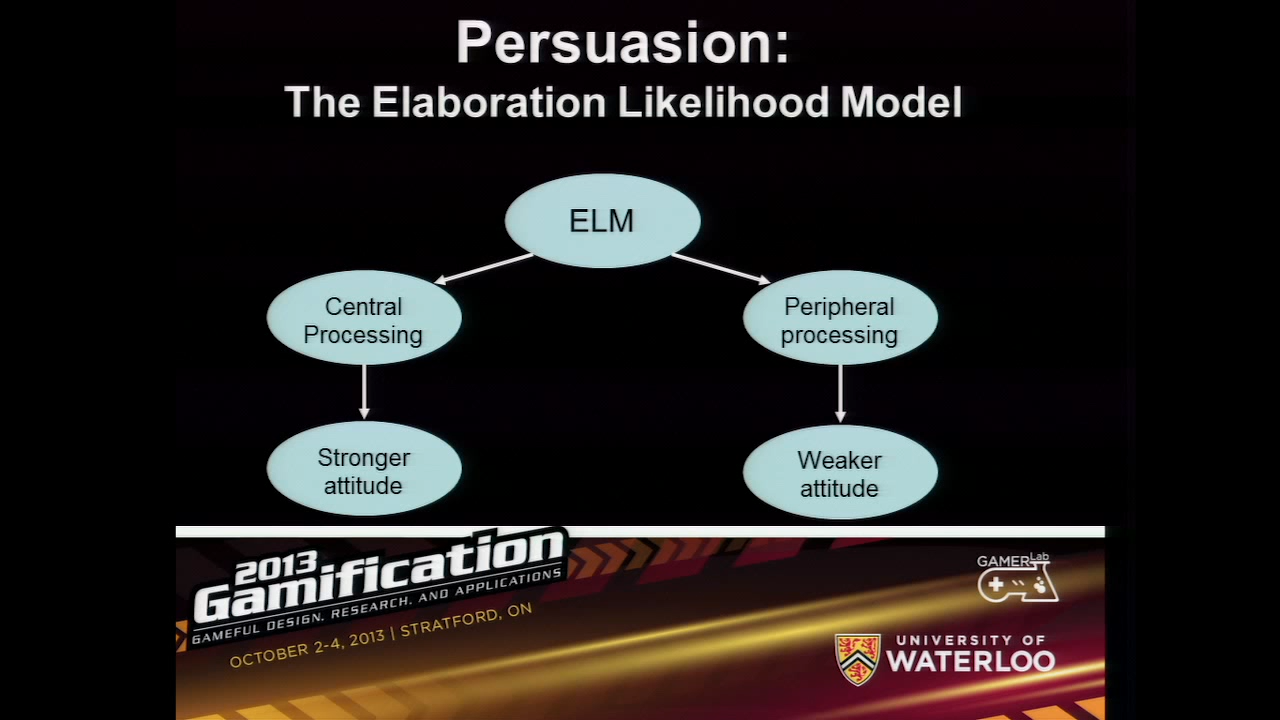 Persuasion:
The Elaboration Likelihood Model
ELM
Central
Processing
Peripheral
processing
Stronger
attitude
Weaker
attitude
2013
Gamification
GAMEFUL DESIGN, RESEARCH, AND APPLICATIONS
OCTOBER 2-4, 2013 | STRATFORD, ON
GAMER Lab
UNIVERSITY OF
WATERLOO